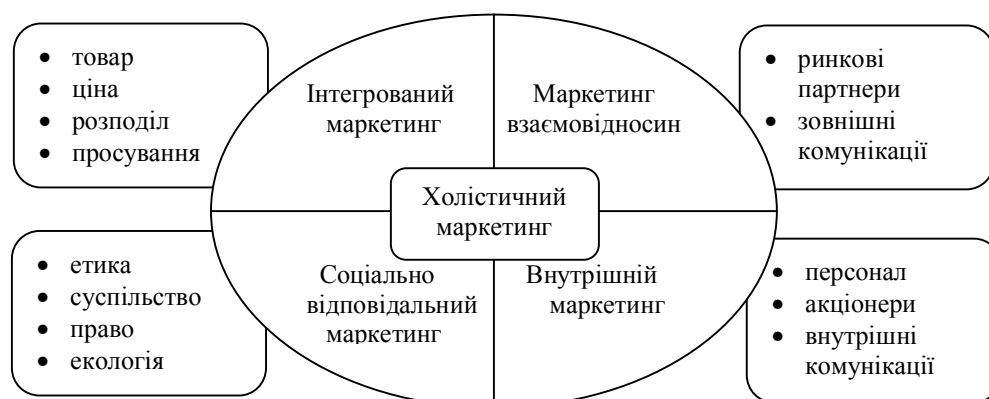 • товар
• ціна
• розподіл
• просування
Інтегрований
маркетинг
Маркетинг
взаємовідносин
• ринкові
партнери
• зовнішні
комунікації
Холістичний
маркетинг
• етика
• суспільство
• право
• екологія
Соціально
відповідальний
маркетинг
Внутрішній
маркетинг
• персонал
• акціонери
• внутрішні
комунікації